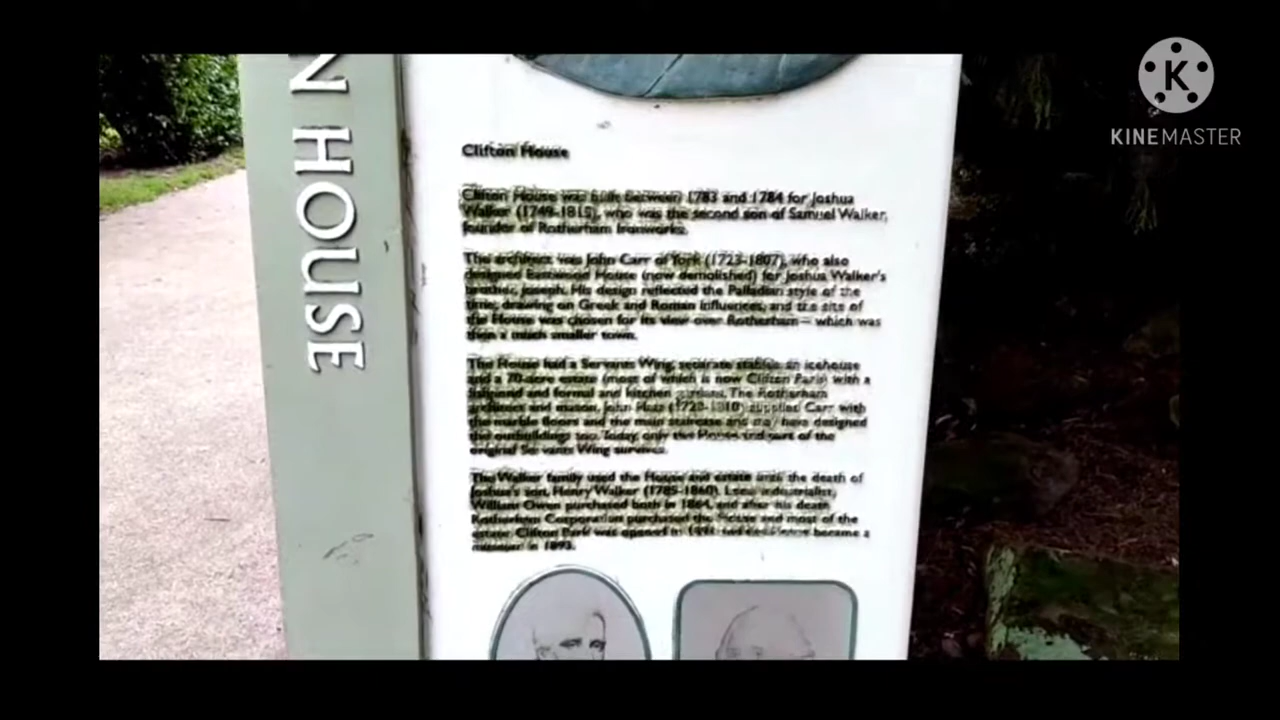 N HOUSE
Clifton House
Clifton House was built between 1783 and 1784 for Joshua
Walker (1749-1815), who was the second son of Samuel Walker,
founder of Rotherham Ironworks.
The architect was John Carr of York (1723-1807), who also
designed Eastwood House (now demolished) for Joshua Walker's
brother, Joseph. His design reflected the Palladian style of the
time, drawing on Greek and Roman influences, and the site of
the House was chosen for its view over Rotherham – which was
then a much smaller town.
The House had a Servants Wing, separate stables, an icehouse
and a 70-acre estate (most of which is now Clifton Park) with a
and formal and kitchen gardens. The Rotherham
architect and mason, John Platt (1728-1810) supplied Carr with
the marble floors and the main staircase and may have designed
the outbuildings too. Today, only the House and part of the
original Servants Wing survives.
The Walker family used the House and estate until the death of
Joshua's son, Henry Walker (1785-1860). Local industrialist,
William Owen purchased both in 1864, and after his death
Rotherham Corporation purchased the House and most of the
estate. Clifton Park was opened in 1891 and the House became a
museum in 1893.
KINEMASTER